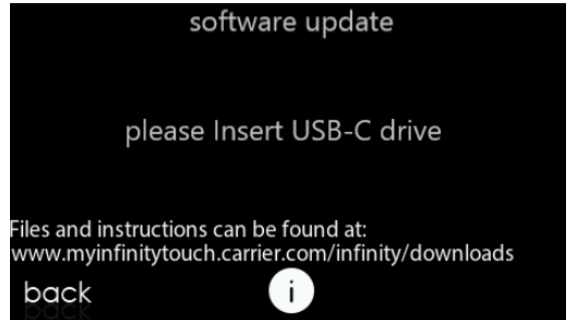 software update
please Insert USB-C drive
Files and instructions can be found at:
www.myinfinitytouch.carrier.com/infinity/downloads
back
i